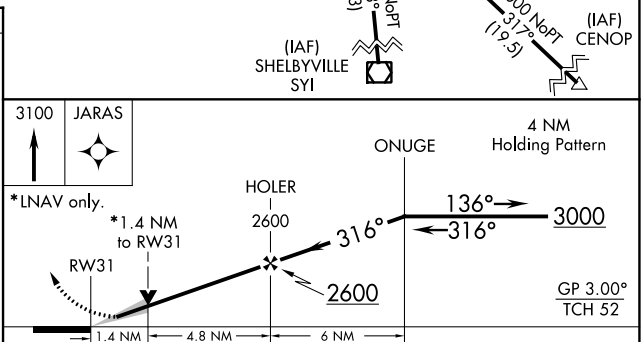 NoPT
3)
(IAF)
SHELBYVILLE
SYI
NoPT
317°
(19.5)
(IAF)
CENOP
3100
JARAS
*LNAV only.
RW31
*1.4 NM
to RW31
HOLER
2600
ONUGE
4 NM
Holding Pattern
316°
136°
316°
3000
2600
GP 3.00°
TCH 52
1.4 NM
4.8 NM
6 NM